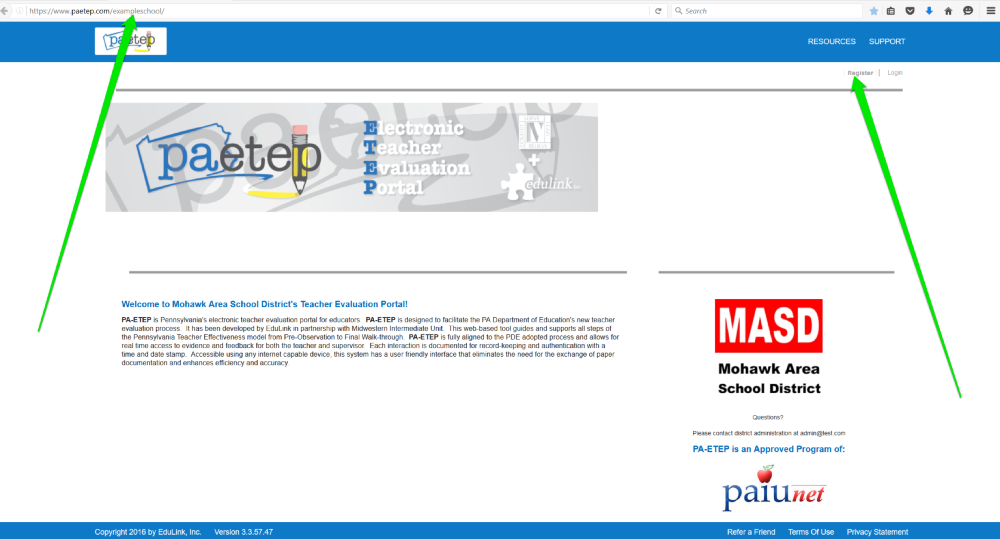 https://www.paetep.com/exampleschool/
Search
paetep
RESOURCES SUPPORT
Register Login
paetep
Electronic
Teacher
Evaluation
Portal
SERVE
COMMIT
LEAD
BELIEVE
+
edulink Inc.
Welcome to Mohawk Area School District's Teacher Evaluation Portal!
PA-ETEP is Pennsylvania's electronic teacher evaluation portal for educators. PA-ETEP is designed to facilitate the PA Department of Education's new teacher
evaluation process. It has been developed by EduLink in partnership with Midwestern Intermediate Unit. This web-based tool guides and supports all steps of
the Pennsylvania Teacher Effectiveness model from Pre-Observation to Final Walk-through. PA-ETEP is fully aligned to the PDE adopted process and allows for
real time access to evidence and feedback for both the teacher and supervisor. Each interaction is documented for record-keeping and authentication with a
time and date stamp. Accessible using any internet capable device, this system has a user friendly interface that eliminates the need for the exchange of paper
documentation and enhances efficiency and accuracy.
MASD
Mohawk Area
School District
Questions?
Please contact district administration at admin@test.com
PA-ETEP is an Approved Program of:
paiunet
Copyright 2016 by EduLink, Inc. Version 3.3.57.47
Refer a Friend Terms Of Use Privacy Statement